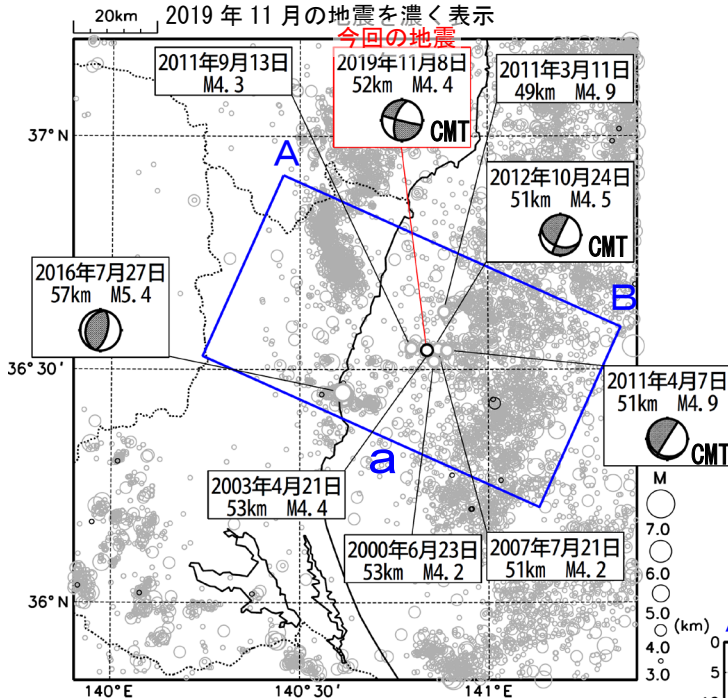 20km
2019 年 11 月の地震を濃く表示
今回の地震
2011年9月13日
M4.3
2019年11月8日
52km M4.4
CMT
2011年3月11日
49km M4.9
37°N
A
2012年10月24日
51km M4.5
CMT
2016年7月27日
57km M5.4
B
36°30′
2011年4月7日
51km M4.9
CMT
a
2003年4月21日
53km M4.4
2000年6月23日
53km M4.2
2007年7月21日
51km M4.2
M
7.0
6.0
5.0
4.0
3.0
36°N
(km)
0
5
140°E
140°30′
141°E